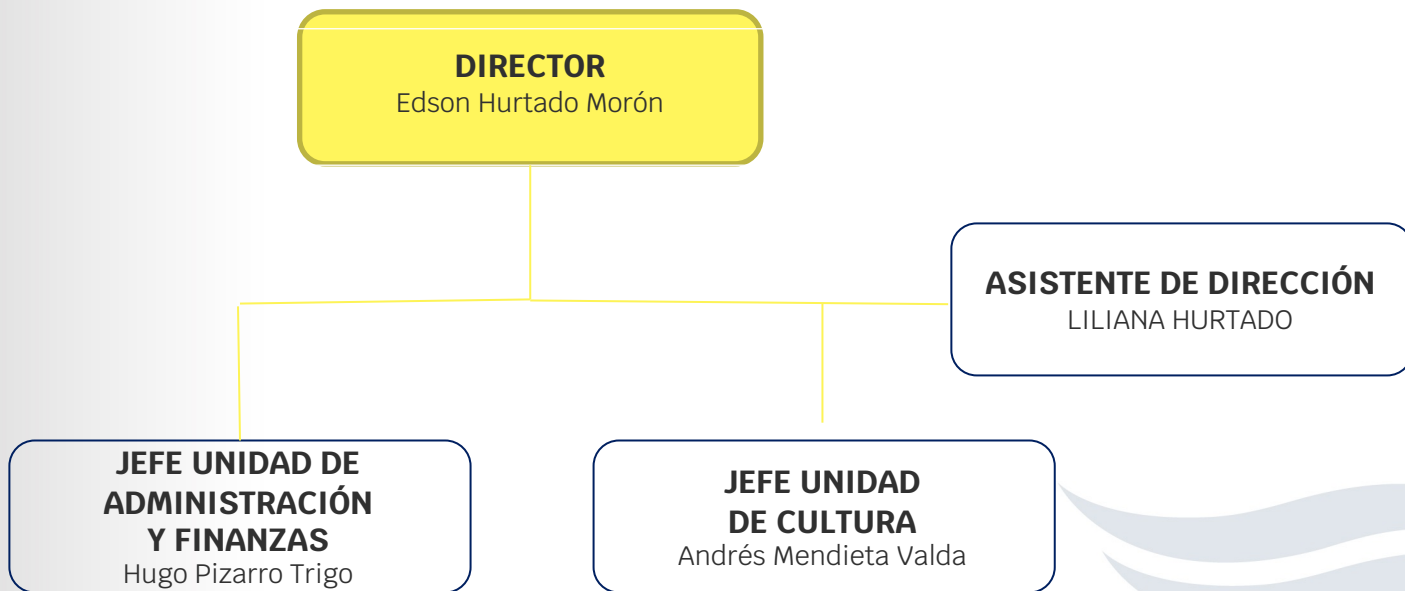 DIRECTOR
Edson Hurtado Morón
ASISTENTE DE DIRECCIÓN
LILIANA HURTADO
JEFE UNIDAD DE
ADMINISTRACIÓN
Y FINANZAS
Hugo Pizarro Trigo
JEFE UNIDAD
DE CULTURA
Andrés Mendieta Valda